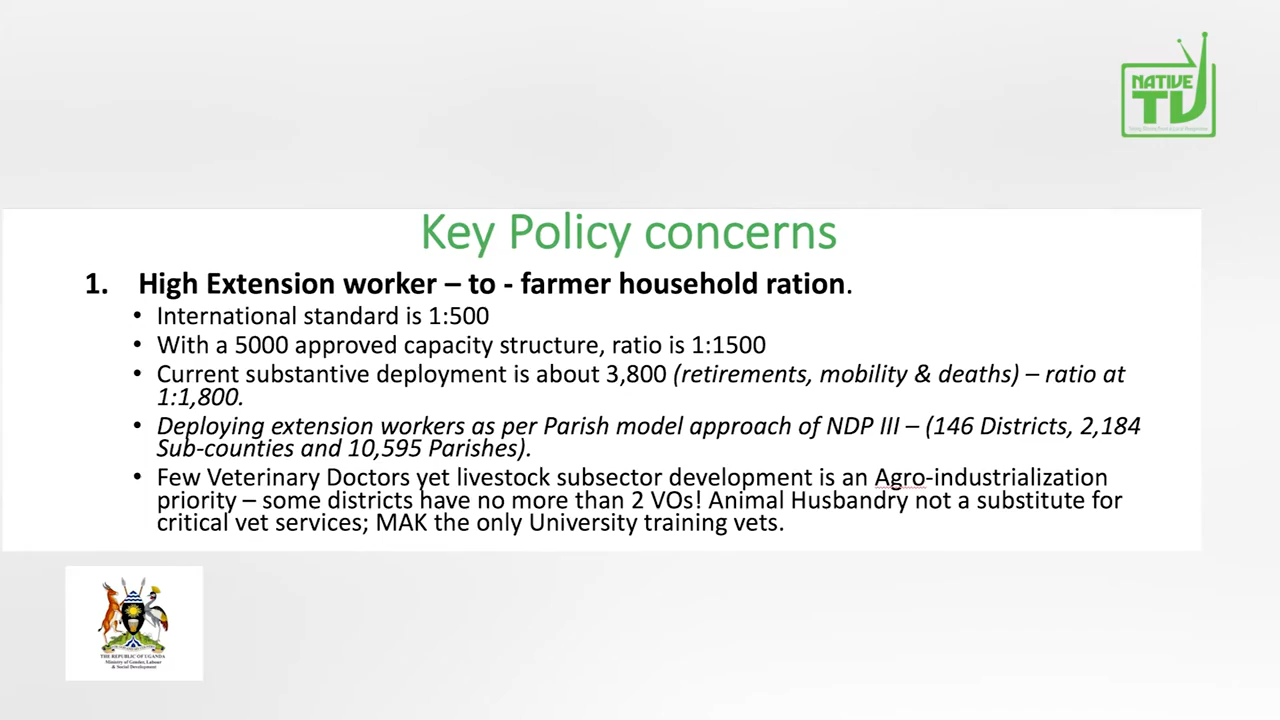 NATIVE
TV
Key Policy concerns
1. High Extension worker – to - farmer household ration.
• International standard is 1:500
• With a 5000 approved capacity structure, ratio is 1:1500
• Current substantive deployment is about 3,800 (retirements, mobility & deaths) – ratio at
1:1,800.
• Deploying extension workers as per Parish model approach of NDP III – (146 Districts, 2,184
Sub-counties and 10,595 Parishes).
• Few Veterinary Doctors yet livestock subsector development is an Agro-industrialization
priority – some districts have no more than 2 VOs! Animal Husbandry not a substitute for
critical vet services; MAK the only University training vets.
THE REPUBLIC OF UGANDA
Ministry of Gender, Labour
& Social Development